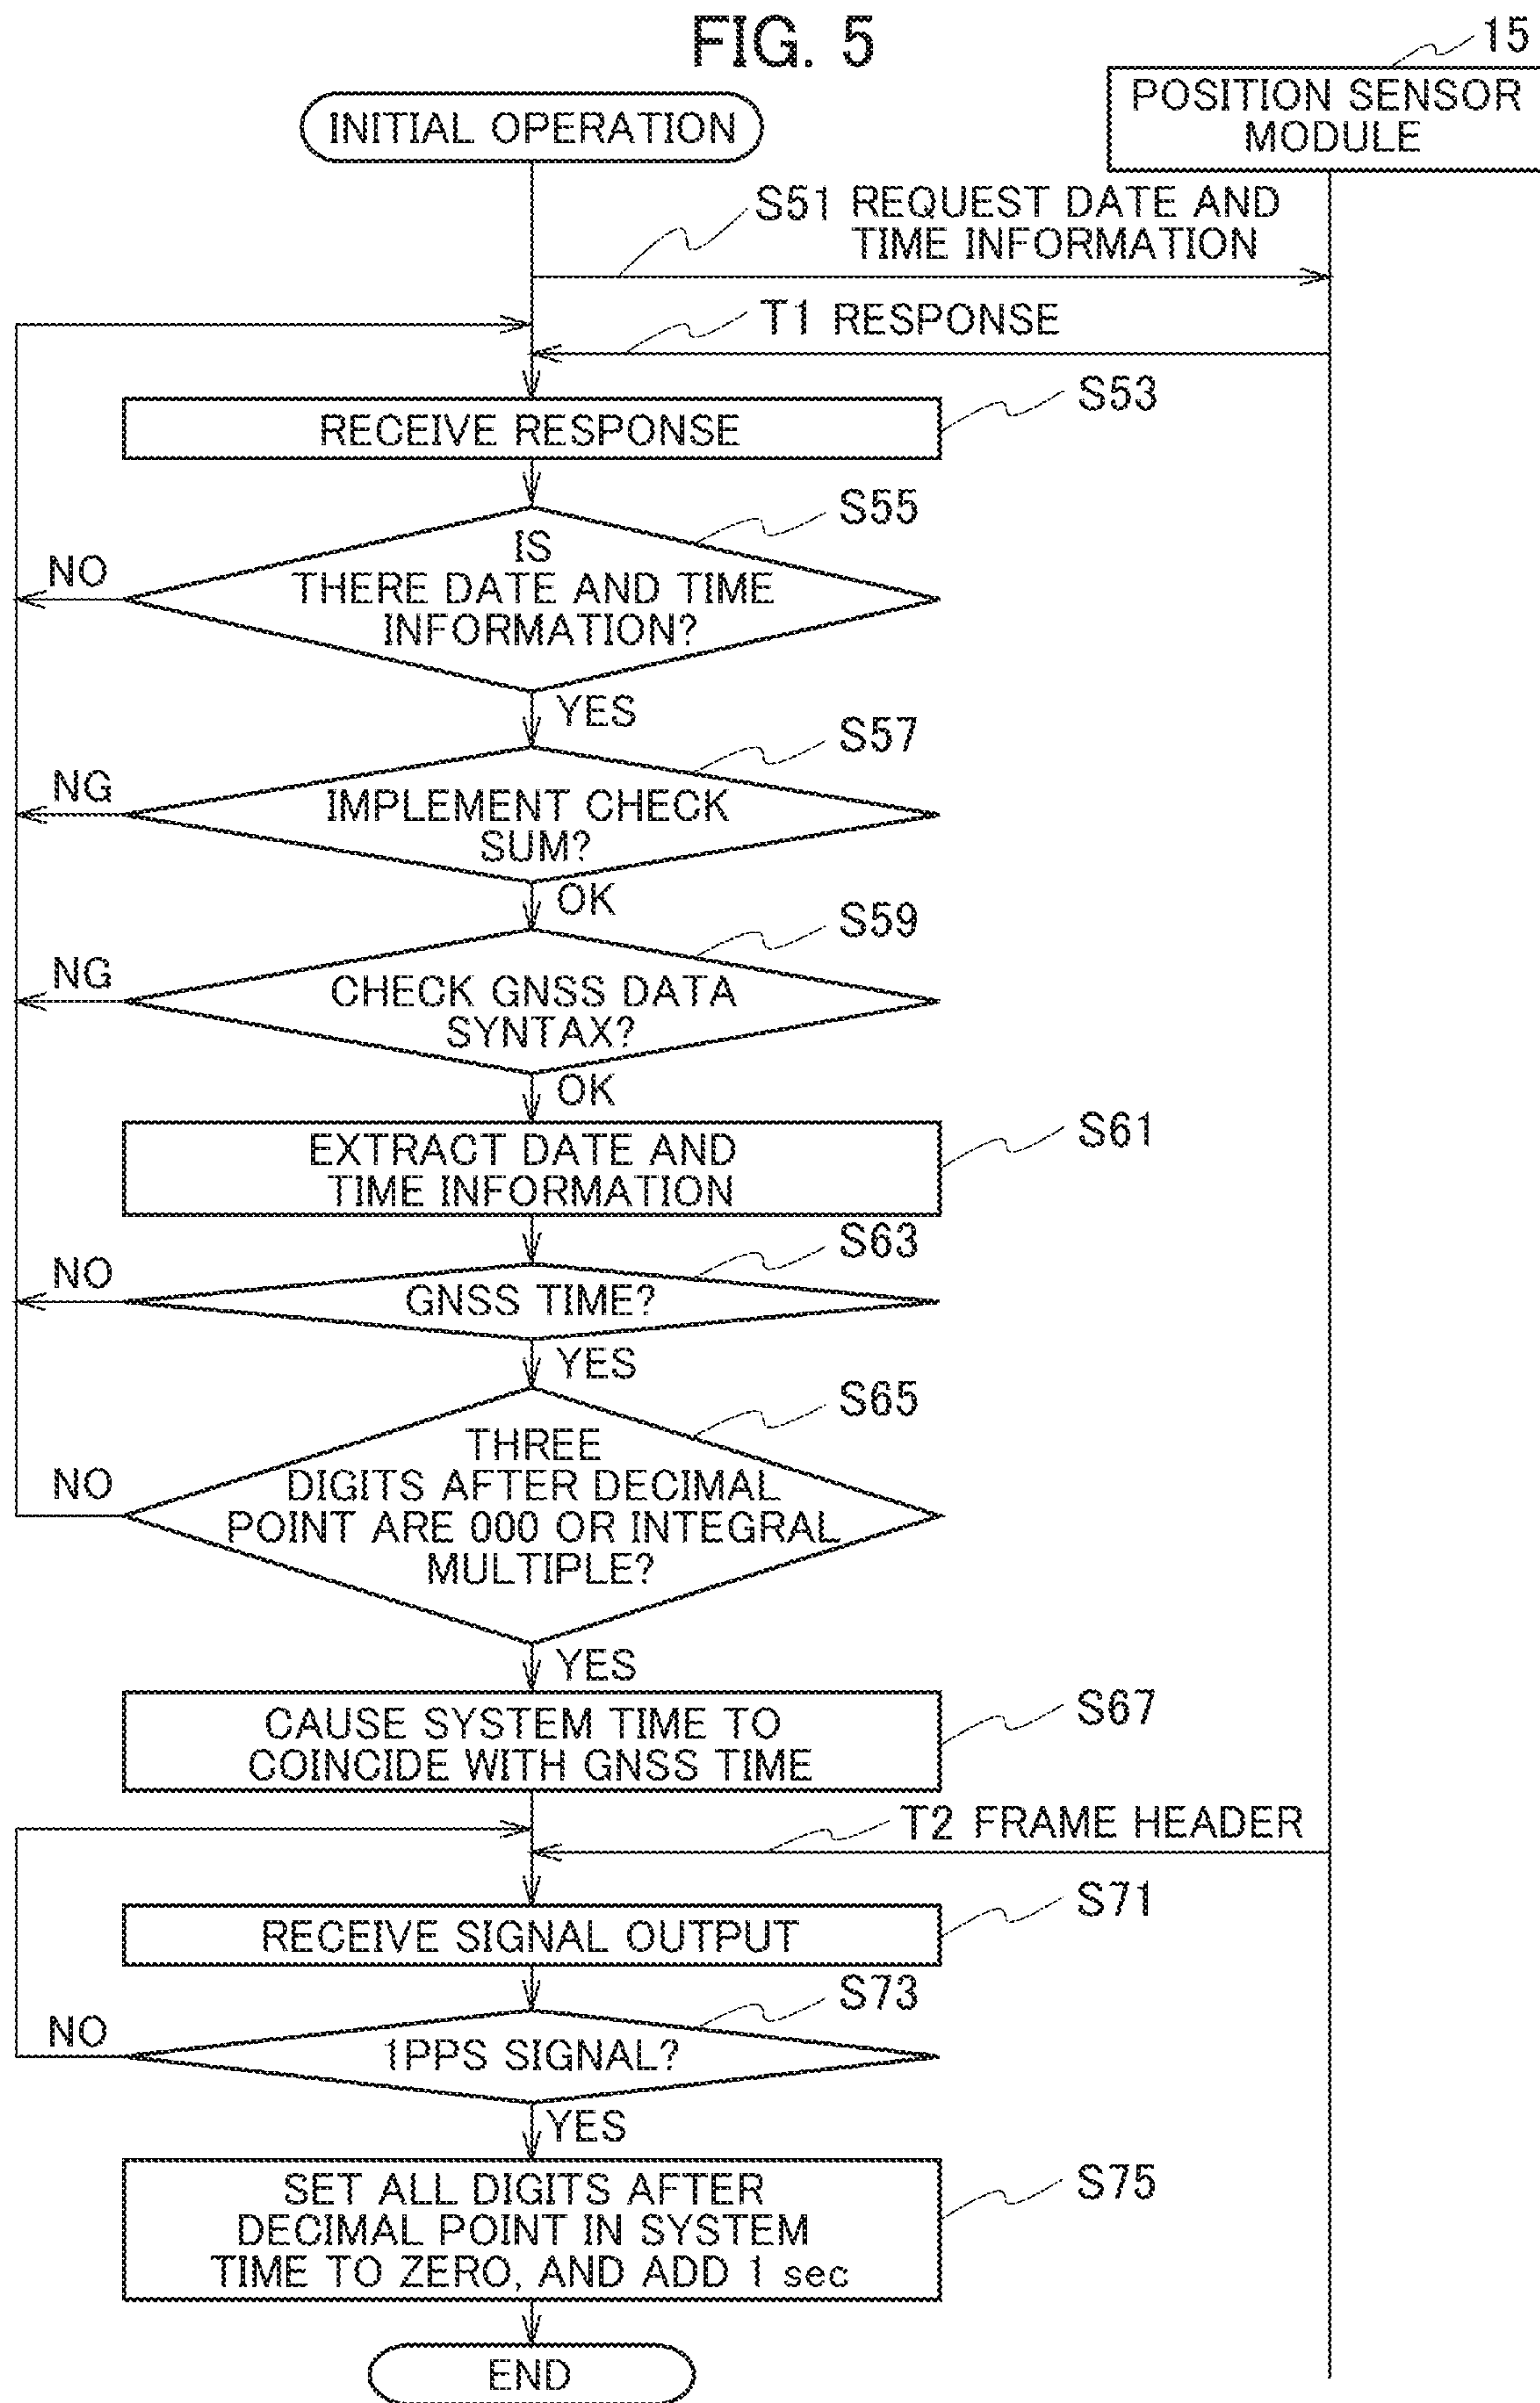 FIG. 5
15
POSITION SENSOR
MODULE
INITIAL OPERATION
S51 REQUEST DATE AND
TIME INFORMATION
T1 RESPONSE
S53
RECEIVE RESPONSE
S55
IS
THERE DATE AND TIME
INFORMATION?
NO
YES
S57
NG
IMPLEMENT CHECK
SUM?
OK
S59
NG
CHECK GNSS DATA
SYNTAX?
OK
S61
EXTRACT DATE AND
TIME INFORMATION
S63
NO
GNSS TIME?
YES
S65
THREE
DIGITS AFTER DECIMAL
POINT ARE 000 OR INTEGRAL
MULTIPLE?
NO
YES
S67
CAUSE SYSTEM TIME TO
COINCIDE WITH GNSS TIME
T2 FRAME HEADER
S71
RECEIVE SIGNAL OUTPUT
S73
NO
1PPS SIGNAL?
YES
S75
SET ALL DIGITS AFTER
DECIMAL POINT IN SYSTEM
TIME TO ZERO, AND ADD 1 sec
END